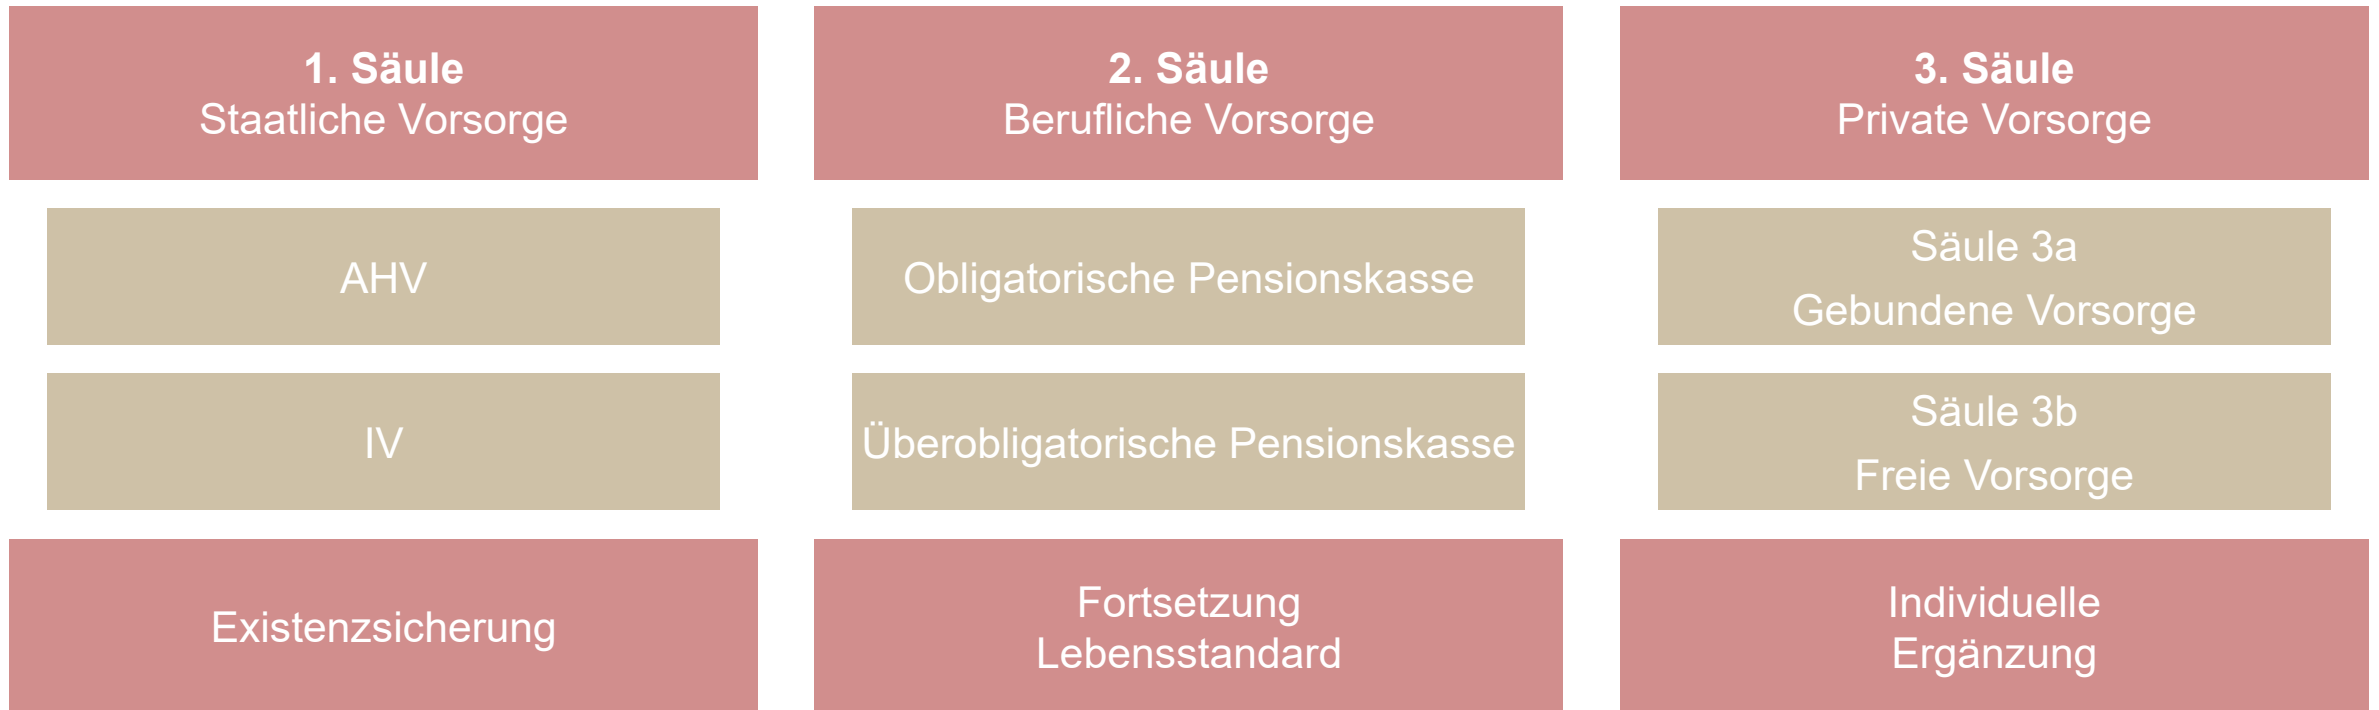 1. Säule
Staatliche Vorsorge
AHV
IV
Existenzsicherung
2. Säule
Berufliche Vorsorge
Obligatorische Pensionskasse
Überobligatorische Pensionskasse
Fortsetzung
Lebensstandard
3. Säule
Private Vorsorge
Säule 3a
Gebundene Vorsorge
Säule 3b
Freie Vorsorge
Individuelle
Ergänzung